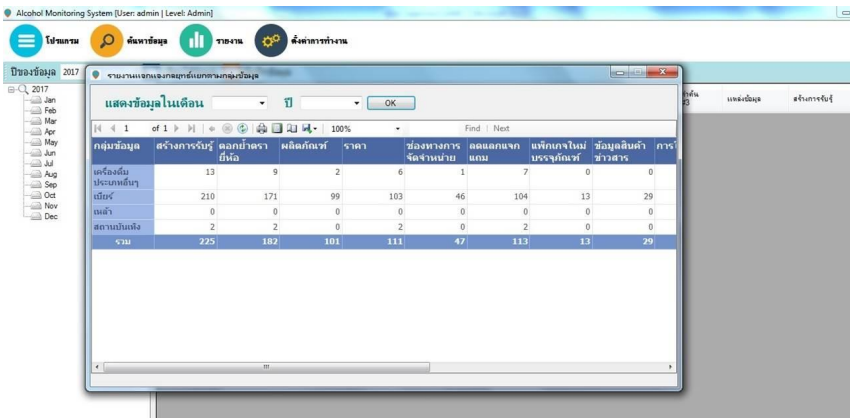 Alcohol Monitoring System [User: admin | Level: Admin]
โปรแกรม ค้นหาข้อมูล รายงาน ตั้งค่าการทำงาน
ปีของข้อมูล 2017
รายงานแจกแจงกลยุทธ์แยกตามกลุ่มข้อมูล
2017
Jan
Feb
Mar
Apr
May
Jun
Jul
Aug
Sep
Oct
Nov
Dec
แหล่งข้อมูล สร้างการรับรู้
แสดงข้อมูลในเดือน ปี OK
1 of 1 100% Find | Next
กลุ่มข้อมูล สร้างการรับรู้ ตอกย้ำตรา ผลิตภัณฑ์ ราคา ช่องทางการ ลดแลกแจก แพ็กเกจใหม่ ข้อมูลสินค้า
ยี่ห้อ จัดจำหน่าย แถม บรรจุภัณฑ์ ข่าวสาร
เครื่องดื่ม 13 9 2 6 1 7 0 0
ประเภทอื่นๆ
เบียร์ 210 171 99 103 46 104 13 29
เหล้า 0 0 0 0 0 0 0 0
สถานบันเทิง 2 2 0 2 0 2 0 0
รวม 225 182 101 111 47 113 13 29